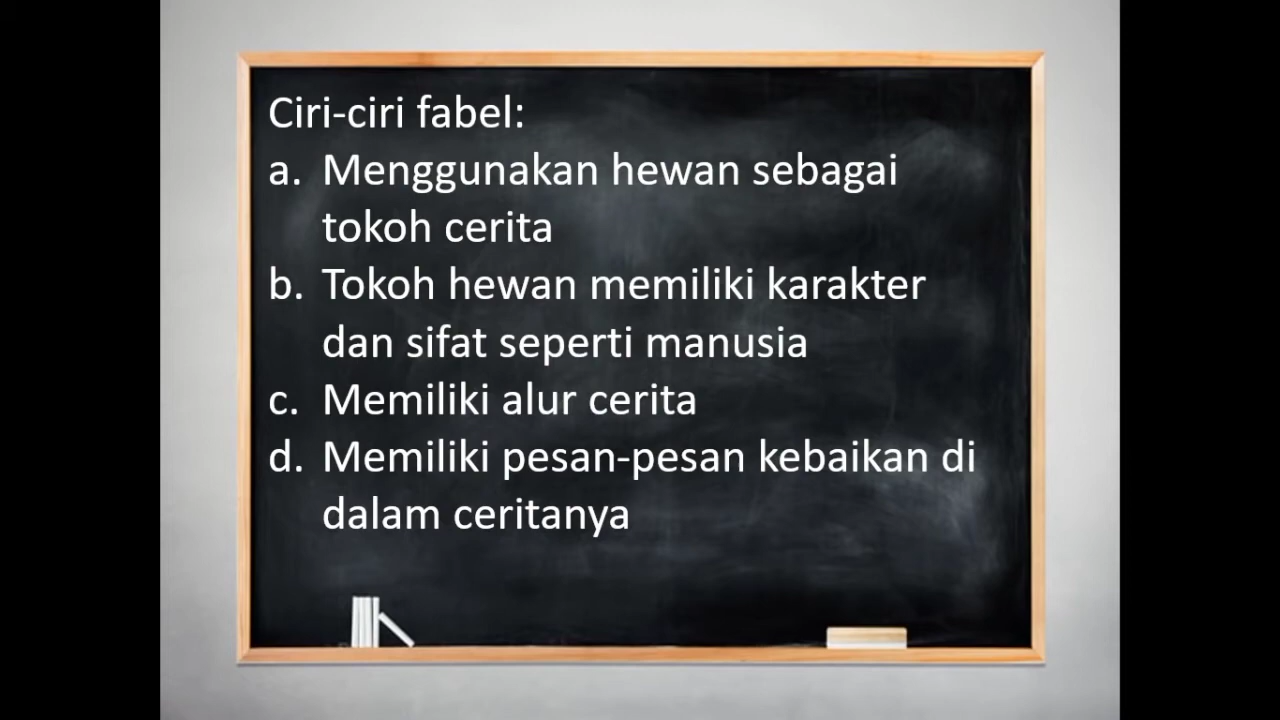 Ciri-ciri fabel:
a. Menggunakan hewan sebagai
tokoh cerita
b. Tokoh hewan memiliki karakter
dan sifat seperti manusia
c. Memiliki alur cerita
d. Memiliki pesan-pesan kebaikan di
dalam ceritanya